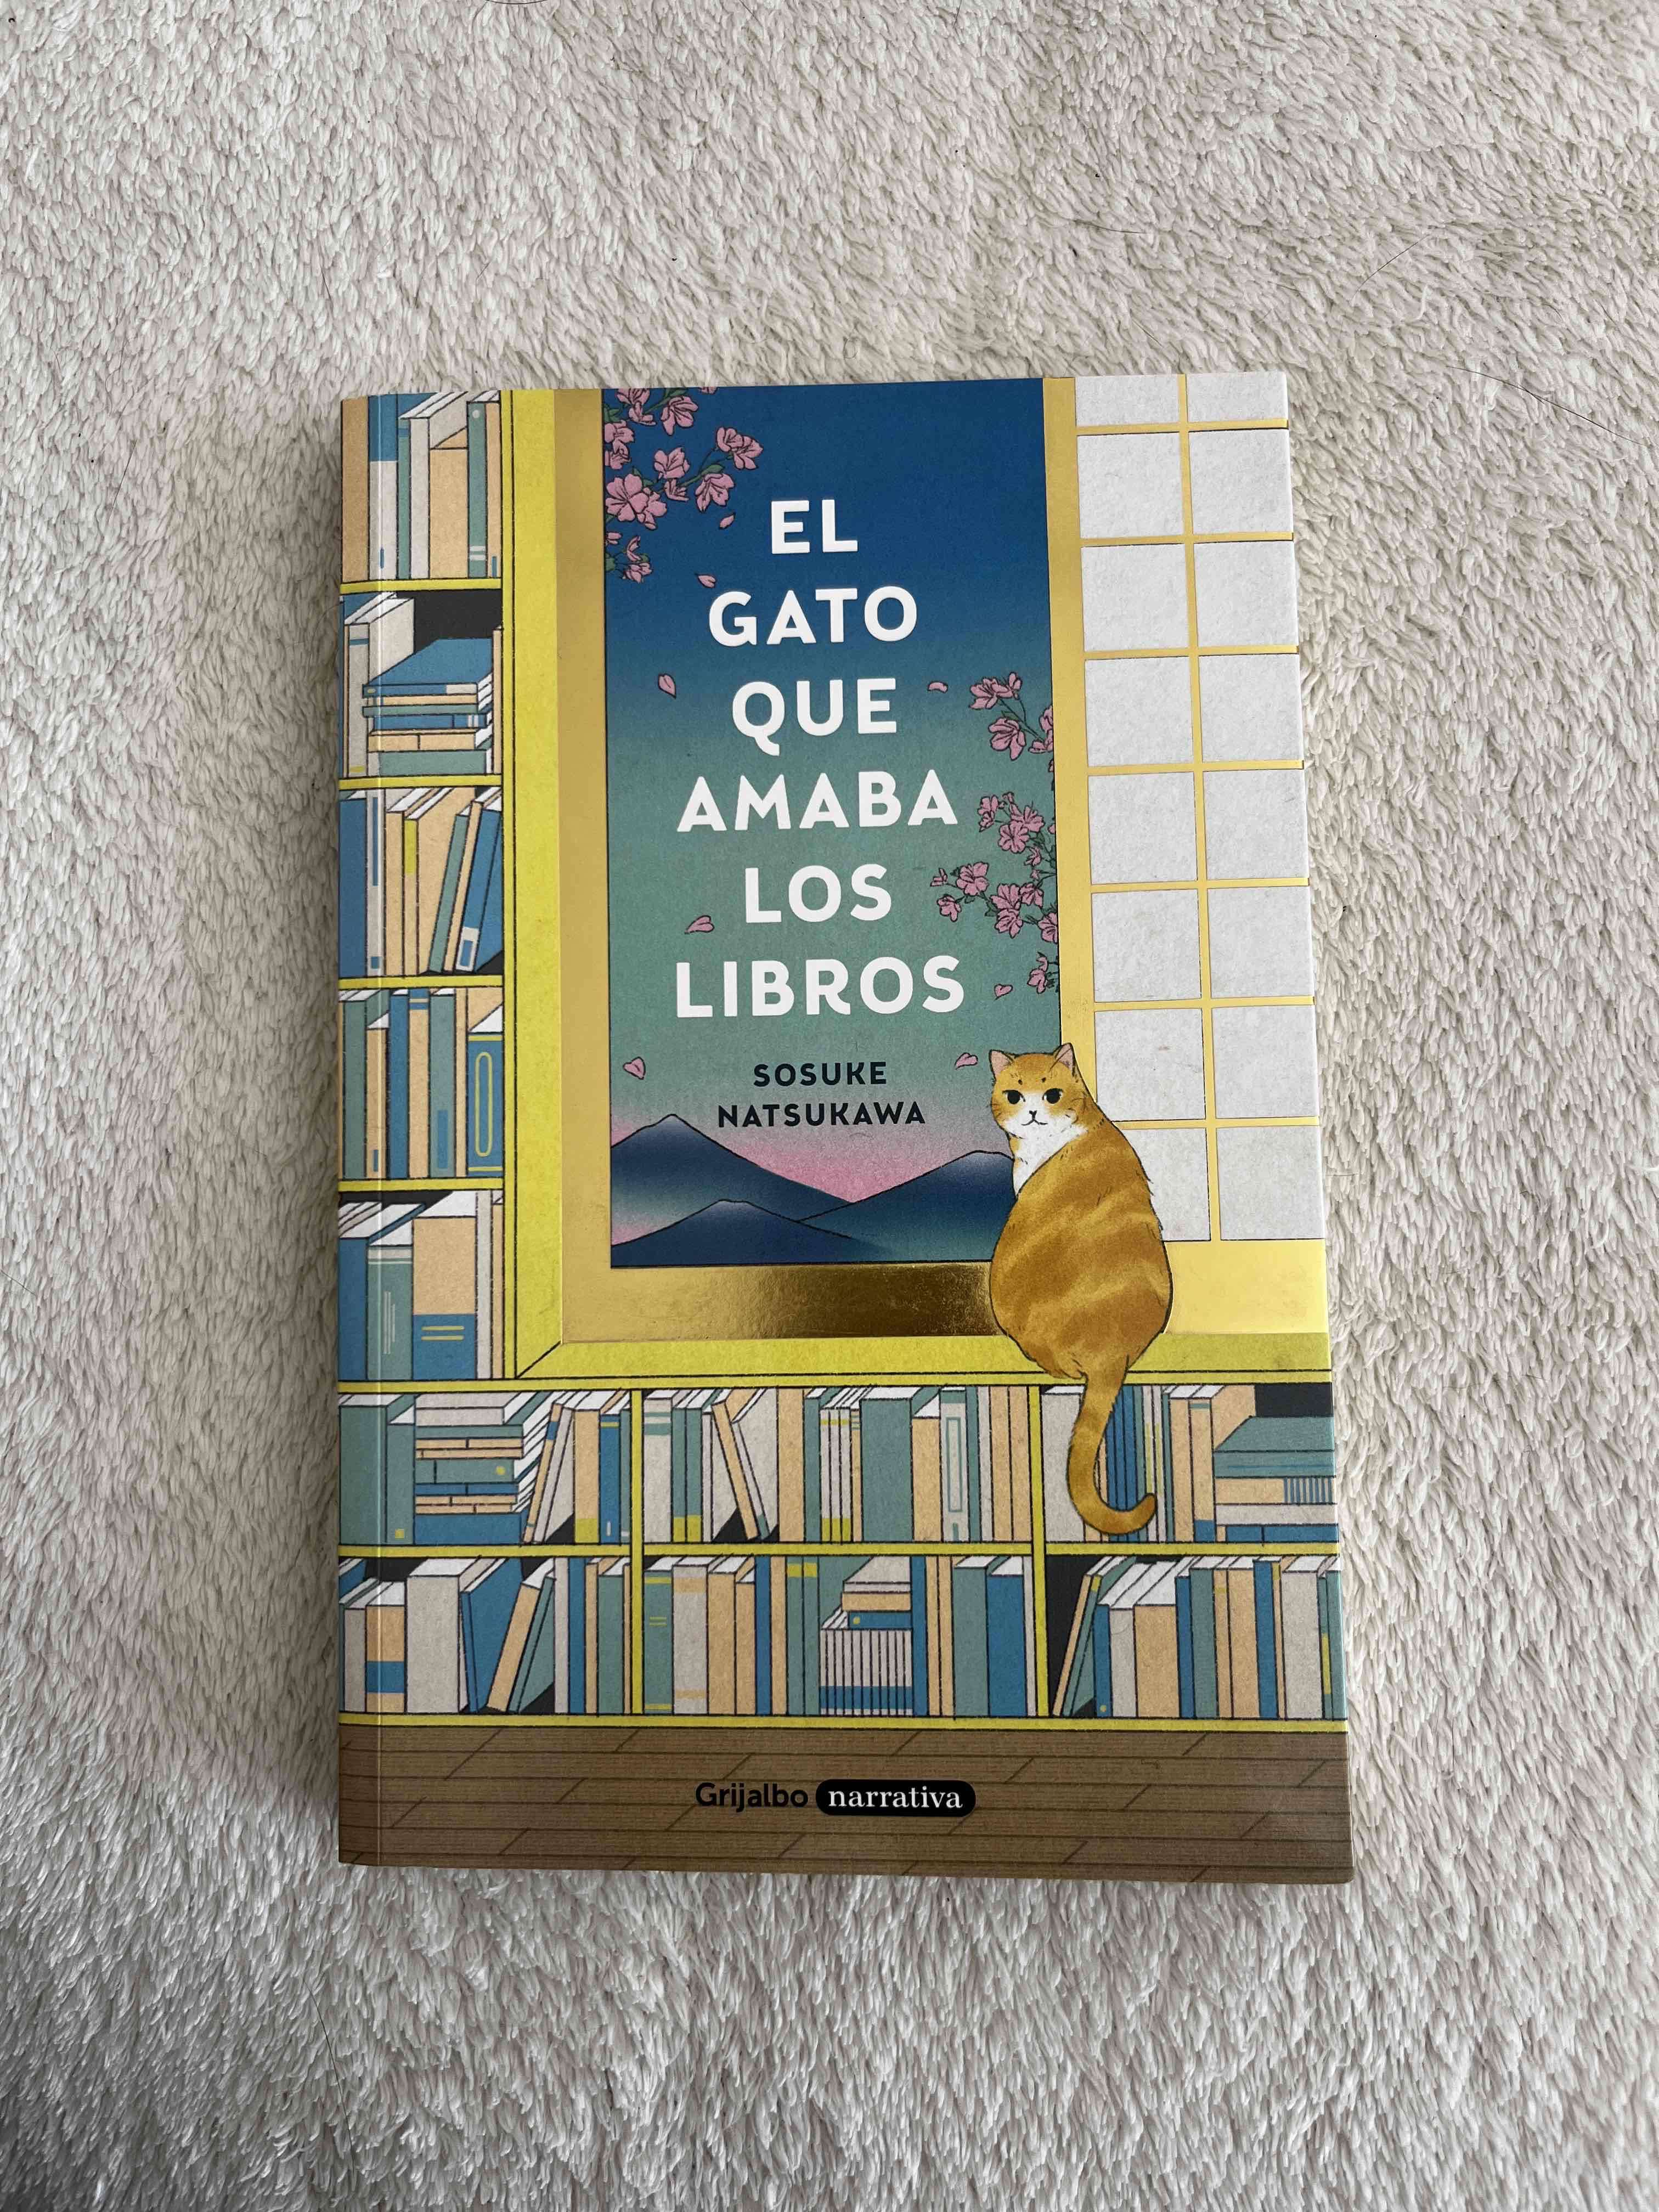 EL
GATO
QUE
AMABA
LOS
LIBROS
SOSUKE
NATSUKAWA
Grijalbo narrativa